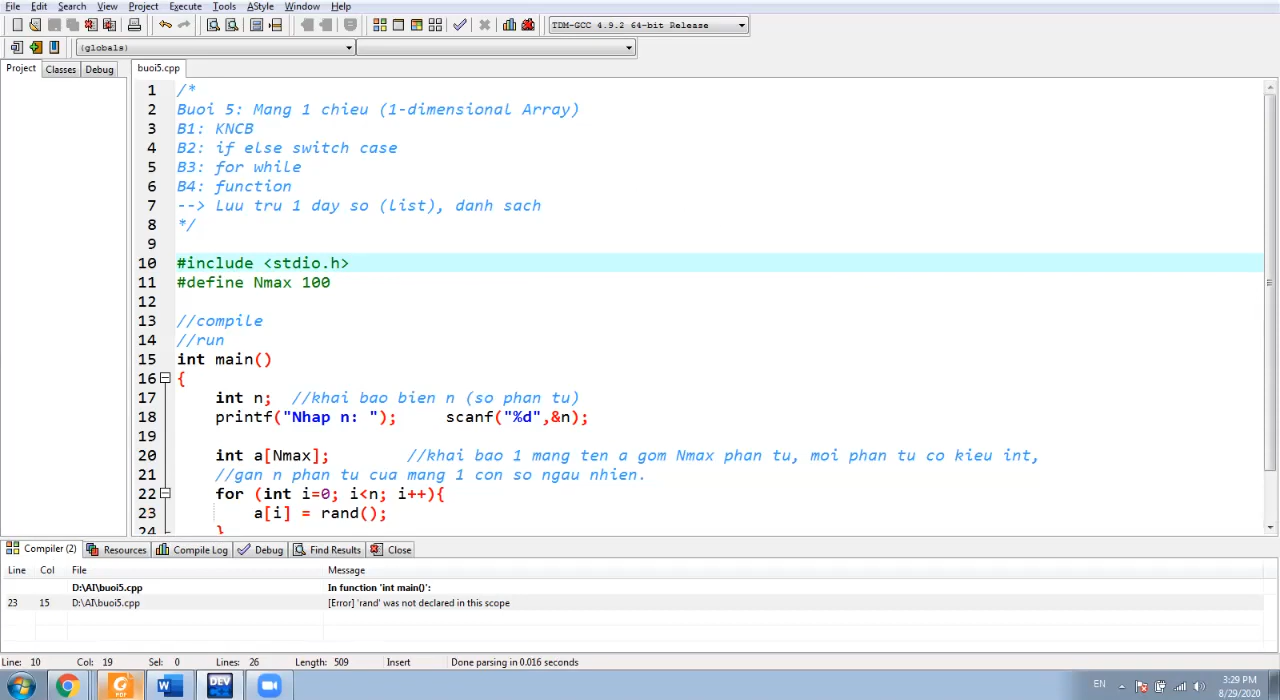 File Edit Search View Project Execute Tools AStyle Window Help
TDM-GCC 4.9.2 64-bit Release
(globals)
Project Classes Debug buoi5.cpp
1 /*
2 Buoi 5: Mang 1 chieu (1-dimensional Array)
3 B1: KNCB
4 B2: if else switch case
5 B3: for while
6 B4: function
7 --> Luu tru 1 day so (list), danh sach
8 */
9
10 #include <stdio.h>
11 #define Nmax 100
12
13 //compile
14 //run
15 int main()
16 {
17 int n; //khai bao bien n (so phan tu)
18 printf("Nhap n: "); scanf("%d",&n);
19
20 int a[Nmax]; //khai bao 1 mang ten a gom Nmax phan tu, moi phan tu co kieu int,
21 //gan n phan tu cua mang 1 con so ngau nhien.
22 for (int i=0; i<n; i++){
23 a[i] = rand();
24 }
Compiler (2) Resources Compile Log Debug Find Results Close
Line Col File Message
D:\AI\buoi5.cpp In function 'int main()':
23 15 D:\AI\buoi5.cpp [Error] 'rand' was not declared in this scope
Line: 10 Col: 19 Sel: 0 Lines: 26 Length: 509 Insert Done parsing in 0.016 seconds
PDF W DEV EN 3:29 PM
8/29/2020